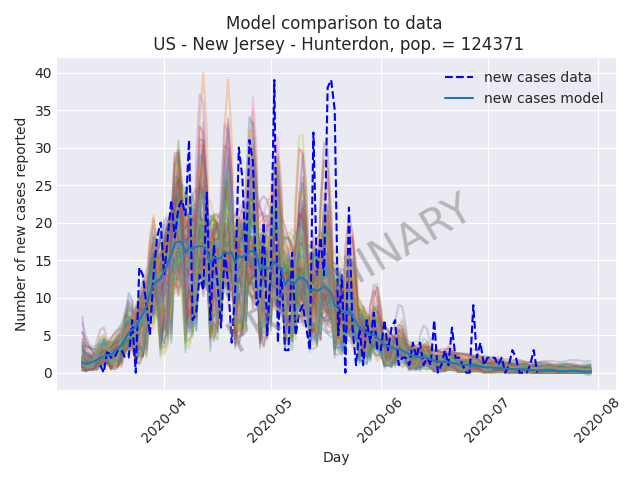 Model comparison to data
US - New Jersey - Hunterdon, pop. = 124371
Number of new cases reported
40
35
30
25
20
15
10
5
0
new cases data
new cases model
2020-04
2020-05
2020-06
2020-07
2020-08
Day